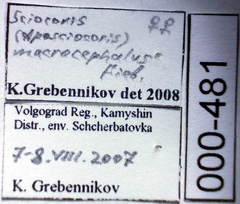 Sciocoris ♀♀
(Aposciocoris)
macrocephalus
Fieb.
K.Grebennikov det 2008
Volgograd Reg., Kamyshin
Distr., env. Schcherbatovka
7-8.VIII.2007
K. Grebennikov
000-481